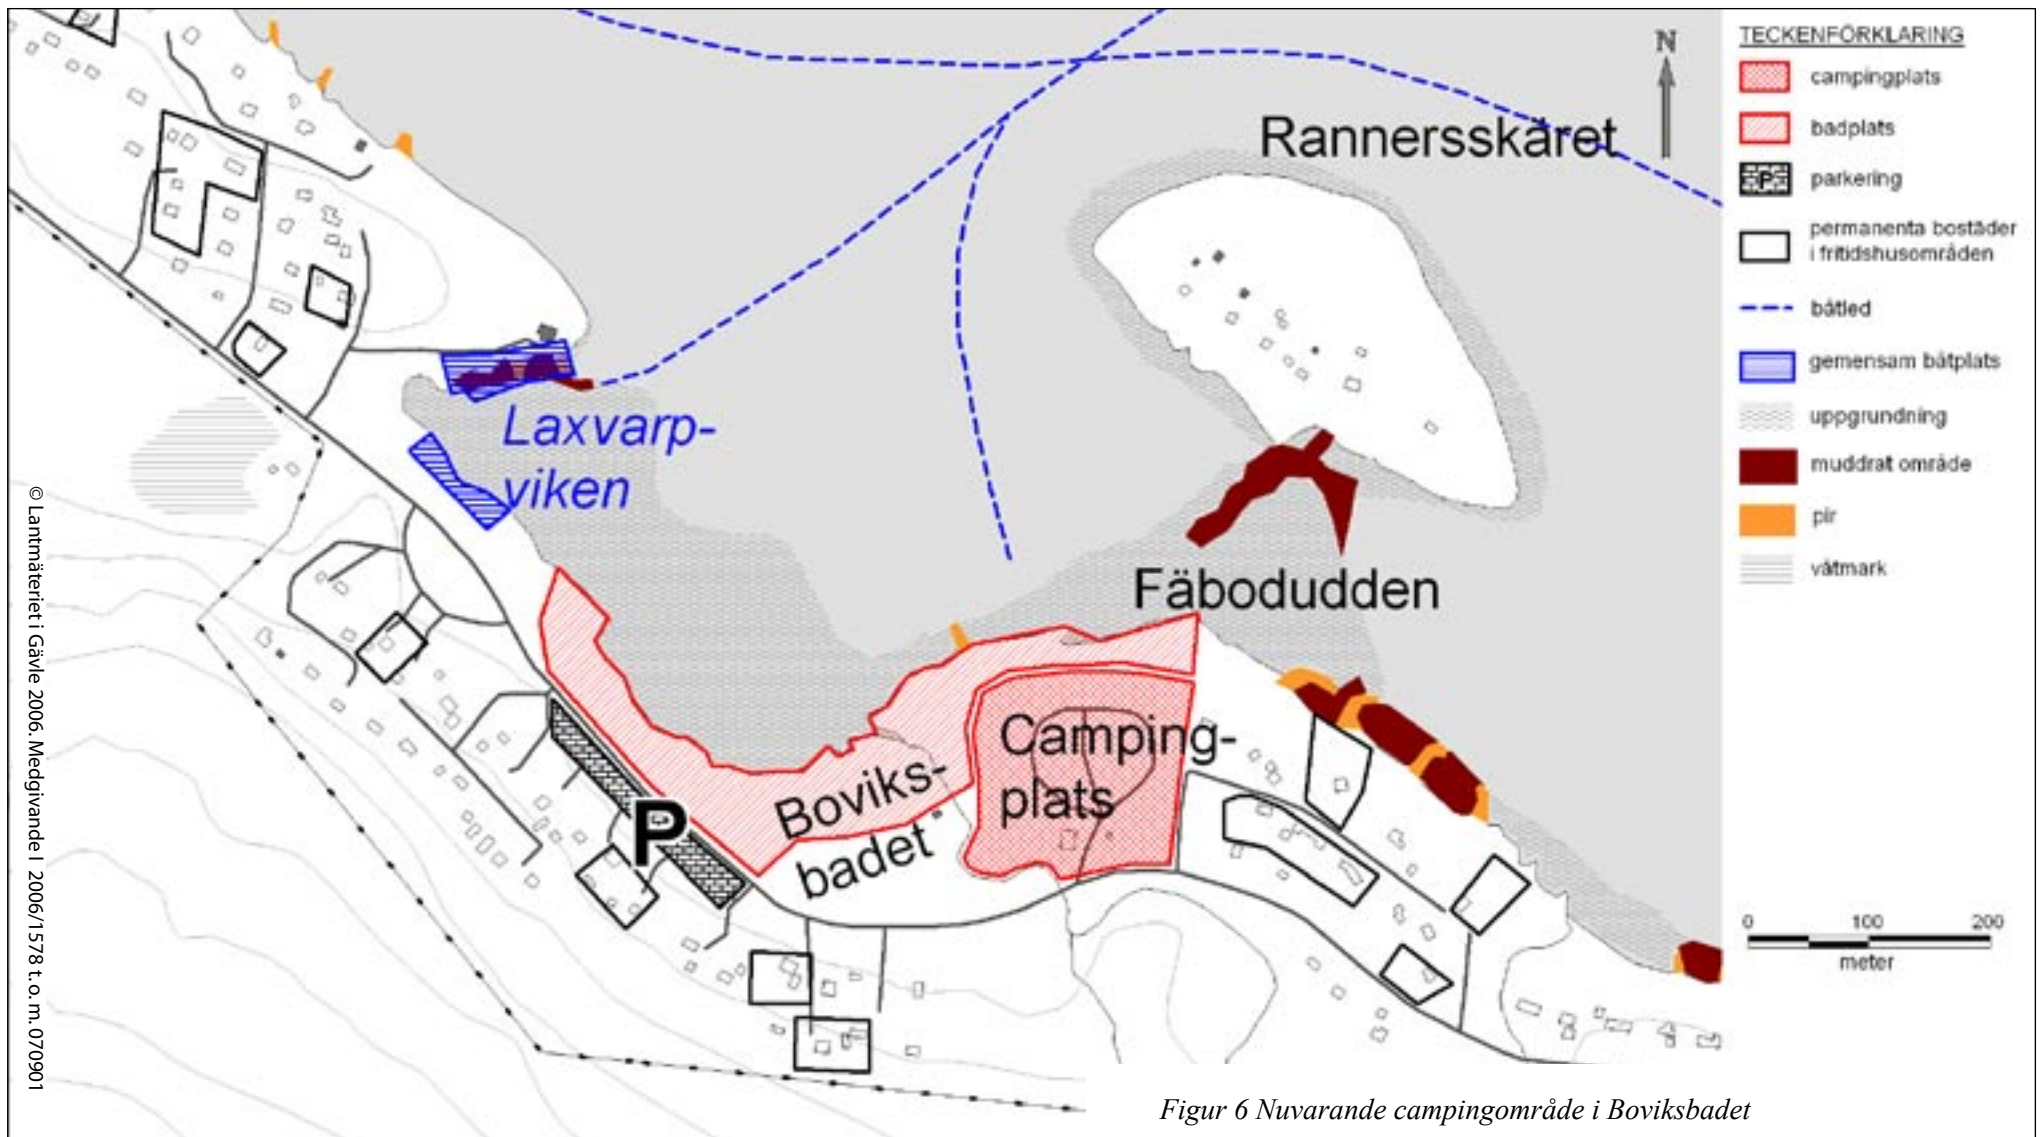 TECKENFÖRKLARING
campingplats
badplats
P
parkering
permanenta bostäder
i fritidshusområden
båtled
gemensam båtplats
uppgrundning
muddrat område
pir
våtmark
N
Rannersskäret
Laxvarp-
viken
Fäbodudden
Camping-
plats
Boviks-
badet
P
0 100 200
meter
© Lantmäteriet i Gävle 2006. Medgivande I 2006/1578 t.o.m. 070901
Figur 6 Nuvarande campingområde i Boviksbadet